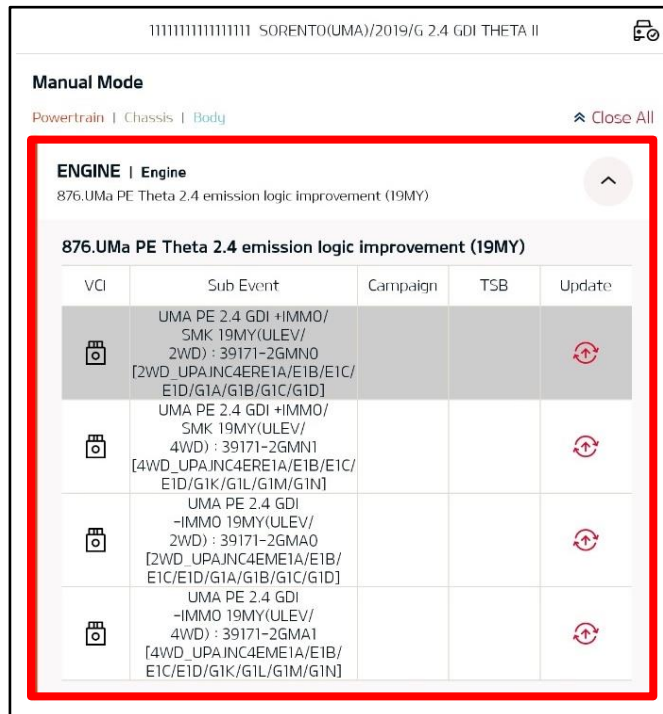 11111111111111111 SORENTO(UMA)/2019/G 2.4 GDI THETA II
Manual Mode
Powertrain | Chassis | Body
Close All
ENGINE | Engine
876.UMa PE Theta 2.4 emission logic improvement (19MY)
876.UMa PE Theta 2.4 emission logic improvement (19MY)
VCI Sub Event Campaign TSB Update
UMA PE 2.4 GDI +IMMO/
SMK 19MY(ULEV/
2WD) : 39171-2GMN0
[2WD_UPAJNC4ERE1A/E1B/E1C/
E1D/G1A/G1B/G1C/G1D]
UMA PE 2.4 GDI +IMMO/
SMK 19MY(ULEV/
4WD) : 39171-2GMN1
[4WD_UPAJNC4ERE1A/E1B/E1C/
E1D/G1K/G1L/G1M/G1N]
UMA PE 2.4 GDI
-IMMO 19MY(ULEV/
2WD) : 39171-2GMA0
[2WD_UPAJNC4EME1A/E1B/
E1C/E1D/G1A/G1B/G1C/G1D]
UMA PE 2.4 GDI
-IMMO 19MY(ULEV/
4WD) : 39171-2GMA1
[4WD_UPAJNC4EME1A/E1B/
E1C/E1D/G1K/G1L/G1M/G1N]